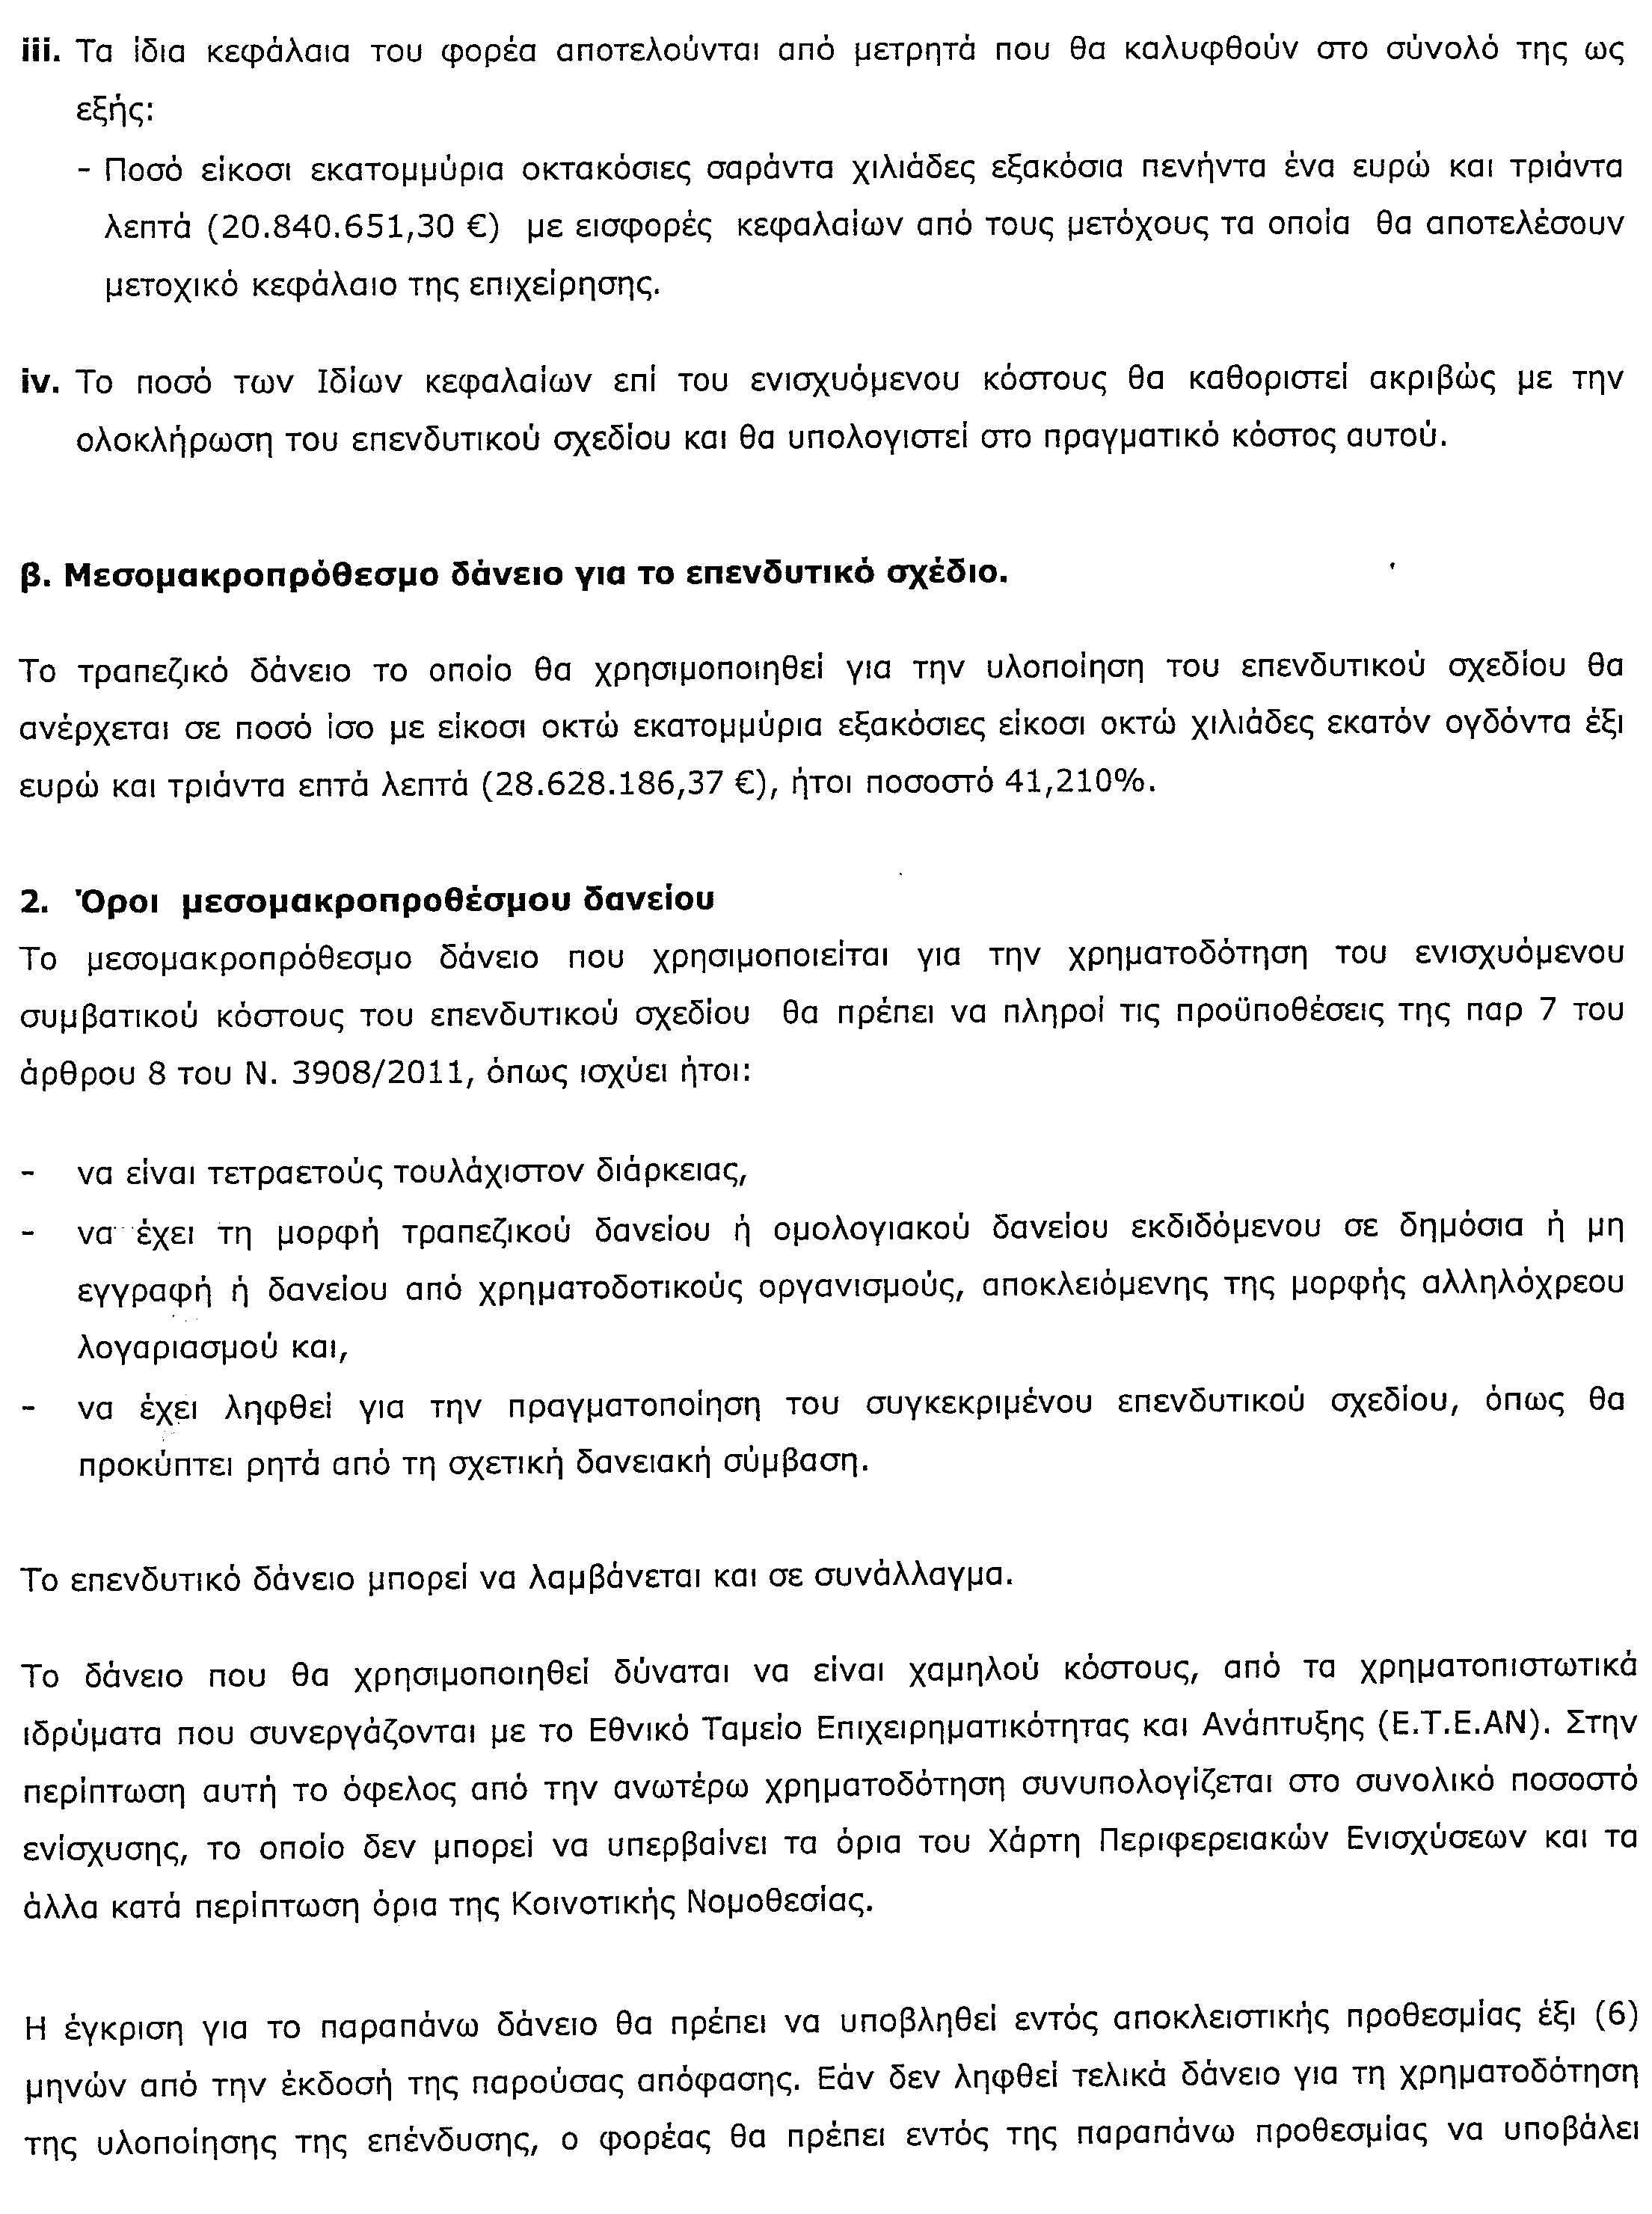 iii. Τα ίδια κεφάλαια του φορέα αποτελούνται από μετρητά που θα καλυφθούν στο σύνολό της ως
εξής:
- Ποσό είκοσι εκατομμύρια οκτακόσιες σαράντα χιλιάδες εξακόσια πενήντα ένα ευρώ και τριάντα
λεπτά (20.840.651,30 €) με εισφορές κεφαλαίων από τους μετόχους τα οποία θα αποτελέσουν
μετοχικό κεφάλαιο της επιχείρησης.
iv. Το ποσό των Ιδίων κεφαλαίων επί του ενισχυόμενου κόστους θα καθοριστεί ακριβώς με την
ολοκλήρωση του επενδυτικού σχεδίου και θα υπολογιστεί στο πραγματικό κόστος αυτού.
β. Μεσομακροπρόθεσμο δάνειο για το επενδυτικό σχέδιο.
Το τραπεζικό δάνειο το οποίο θα χρησιμοποιηθεί για την υλοποίηση του επενδυτικού σχεδίου θα
ανέρχεται σε ποσό ίσο με είκοσι οκτώ εκατομμύρια εξακόσιες είκοσι οκτώ χιλιάδες εκατόν ογδόντα έξι
ευρώ και τριάντα επτά λεπτά (28.628.186,37 €), ήτοι ποσοστό 41,210%.
2. Όροι μεσομακροπροθέσμου δανείου
Το μεσομακροπρόθεσμο δάνειο που χρησιμοποιείται για την χρηματοδότηση του ενισχυόμενου
συμβατικού κόστους του επενδυτικού σχεδίου θα πρέπει να πληροί τις προϋποθέσεις της παρ 7 του
άρθρου 8 του Ν. 3908/2011, όπως ισχύει ήτοι:
- να είναι τετραετούς τουλάχιστον διάρκειας,
- να έχει τη μορφή τραπεζικού δανείου ή ομολογιακού δανείου εκδιδόμενου σε δημόσια ή μη
εγγραφή ή δανείου από χρηματοδοτικούς οργανισμούς, αποκλειόμενης της μορφής αλληλόχρεου
λογαριασμού και,
- να έχει ληφθεί για την πραγματοποίηση του συγκεκριμένου επενδυτικού σχεδίου, όπως θα
προκύπτει ρητά από τη σχετική δανειακή σύμβαση.
Το επενδυτικό δάνειο μπορεί να λαμβάνεται και σε συνάλλαγμα.
Το δάνειο που θα χρησιμοποιηθεί δύναται να είναι χαμηλού κόστους, από τα χρηματοπιστωτικά
ιδρύματα που συνεργάζονται με το Εθνικό Ταμείο Επιχειρηματικότητας και Ανάπτυξης (Ε.Τ.Ε.ΑΝ). Στην
περίπτωση αυτή το όφελος από την ανωτέρω χρηματοδότηση συνυπολογίζεται στο συνολικό ποσοστό
ενίσχυσης, το οποίο δεν μπορεί να υπερβαίνει τα όρια του Χάρτη Περιφερειακών Ενισχύσεων και τα
άλλα κατά περίπτωση όρια της Κοινοτικής Νομοθεσίας.
Η έγκριση για το παραπάνω δάνειο θα πρέπει να υποβληθεί εντός αποκλειστικής προθεσμίας έξι (6)
μηνών από την έκδοσή της παρούσας απόφασης. Εάν δεν ληφθεί τελικά δάνειο για τη χρηματοδότηση
της υλοποίησης της επένδυσης, ο φορέας θα πρέπει εντός της παραπάνω προθεσμίας να υποβάλει